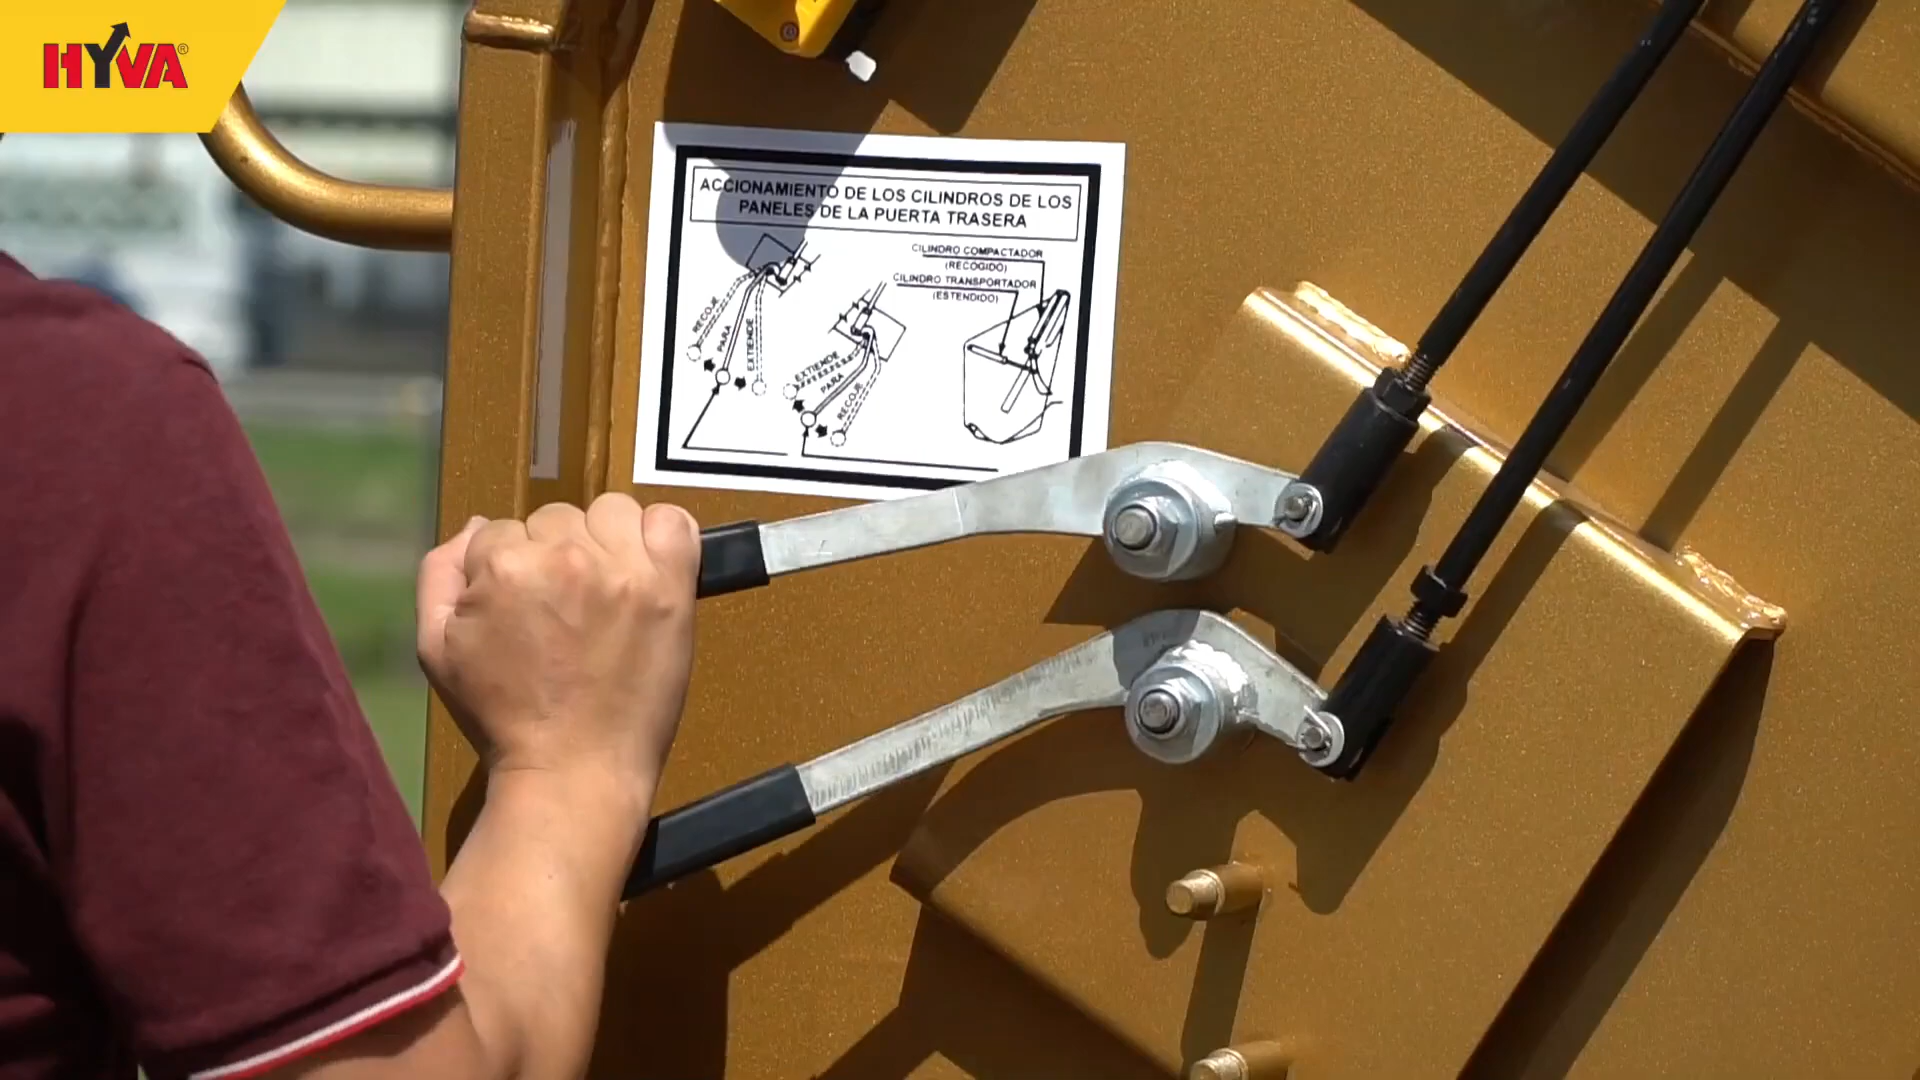 HYVA®
ACCIONAMIENTO DE LOS CILINDROS DE LOS
PANELES DE LA PUERTA TRASERA
CILINDRO COMPACTADOR
(RECOGIDO)
CILINDRO TRANSPORTADOR
(ESTENDIDO)
RECOJE
PARA
EXTIENDE
EXTIENDE
PARA
RECOJE